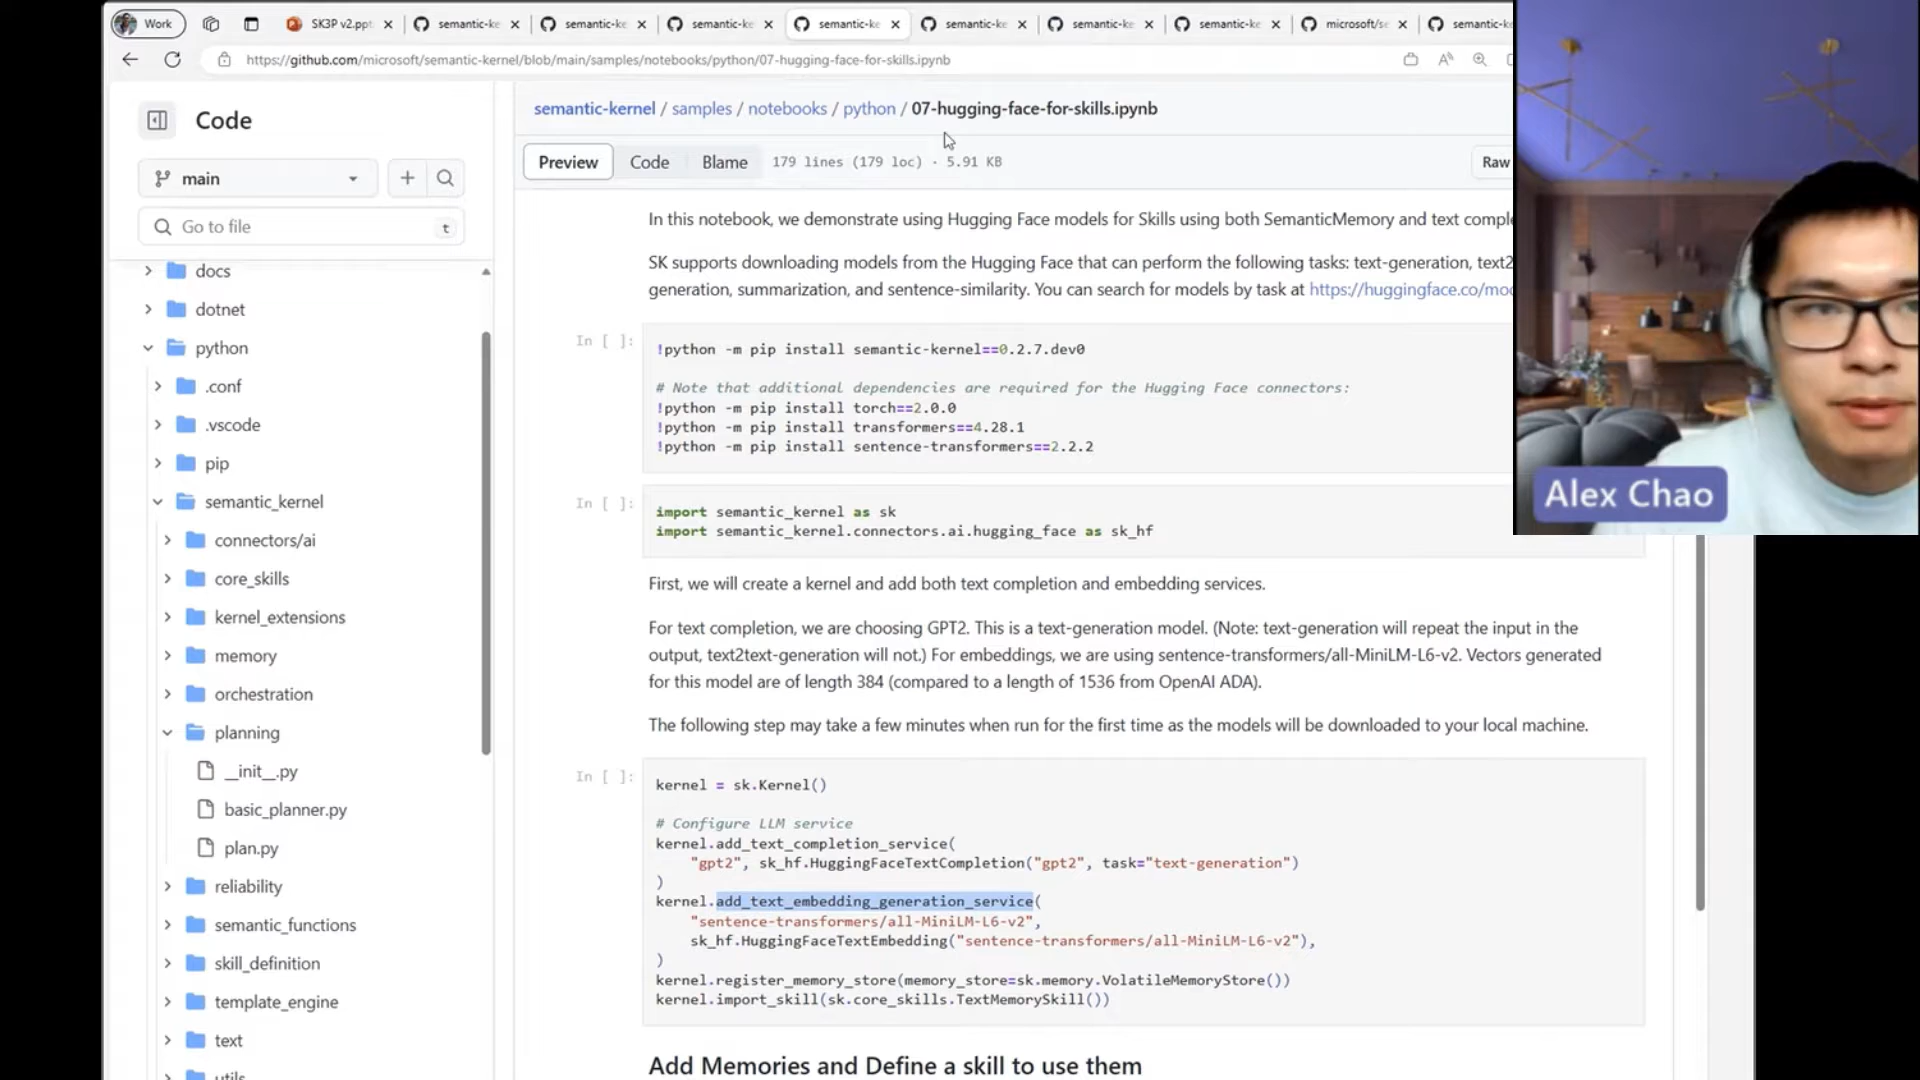 Work
SK3P v2.ppt
semantic-ke
semantic-ke
semantic-ke
semantic-ke
semantic-ke
semantic-ke
semantic-ke
microsoft/se
semantic-ke
https://github.com/microsoft/semantic-kernel/blob/main/samples/notebooks/python/07-hugging-face-for-skills.ipynb
Code
main
Go to file
t
docs
dotnet
python
.conf
.vscode
pip
semantic_kernel
connectors/ai
core_skills
kernel_extensions
memory
orchestration
planning
__init__.py
basic_planner.py
plan.py
reliability
semantic_functions
skill_definition
template_engine
text
utils
semantic-kernel / samples / notebooks / python / 07-hugging-face-for-skills.ipynb
Preview
Code
Blame
179 lines (179 loc) · 5.91 KB
Raw
In this notebook, we demonstrate using Hugging Face models for Skills using both SemanticMemory and text comple
SK supports downloading models from the Hugging Face that can perform the following tasks: text-generation, text2
generation, summarization, and sentence-similarity. You can search for models by task at https://huggingface.co/mod
In [ ]:
!python -m pip install semantic-kernel==0.2.7.dev0
# Note that additional dependencies are required for the Hugging Face connectors:
!python -m pip install torch==2.0.0
!python -m pip install transformers==4.28.1
!python -m pip install sentence-transformers==2.2.2
In [ ]:
import semantic_kernel as sk
import semantic_kernel.connectors.ai.hugging_face as sk_hf
First, we will create a kernel and add both text completion and embedding services.
For text completion, we are choosing GPT2. This is a text-generation model. (Note: text-generation will repeat the input in the
output, text2text-generation will not.) For embeddings, we are using sentence-transformers/all-MiniLM-L6-v2. Vectors generated
for this model are of length 384 (compared to a length of 1536 from OpenAI ADA).
The following step may take a few minutes when run for the first time as the models will be downloaded to your local machine.
In [ ]:
kernel = sk.Kernel()
# Configure LLM service
kernel.add_text_completion_service(
"gpt2", sk_hf.HuggingFaceTextCompletion("gpt2", task="text-generation")
)
kernel.add_text_embedding_generation_service(
"sentence-transformers/all-MiniLM-L6-v2",
sk_hf.HuggingFaceTextEmbedding("sentence-transformers/all-MiniLM-L6-v2"),
)
kernel.register_memory_store(memory_store=sk.memory.VolatileMemoryStore())
kernel.import_skill(sk.core_skills.TextMemorySkill())
Add Memories and Define a skill to use them
Alex Chao